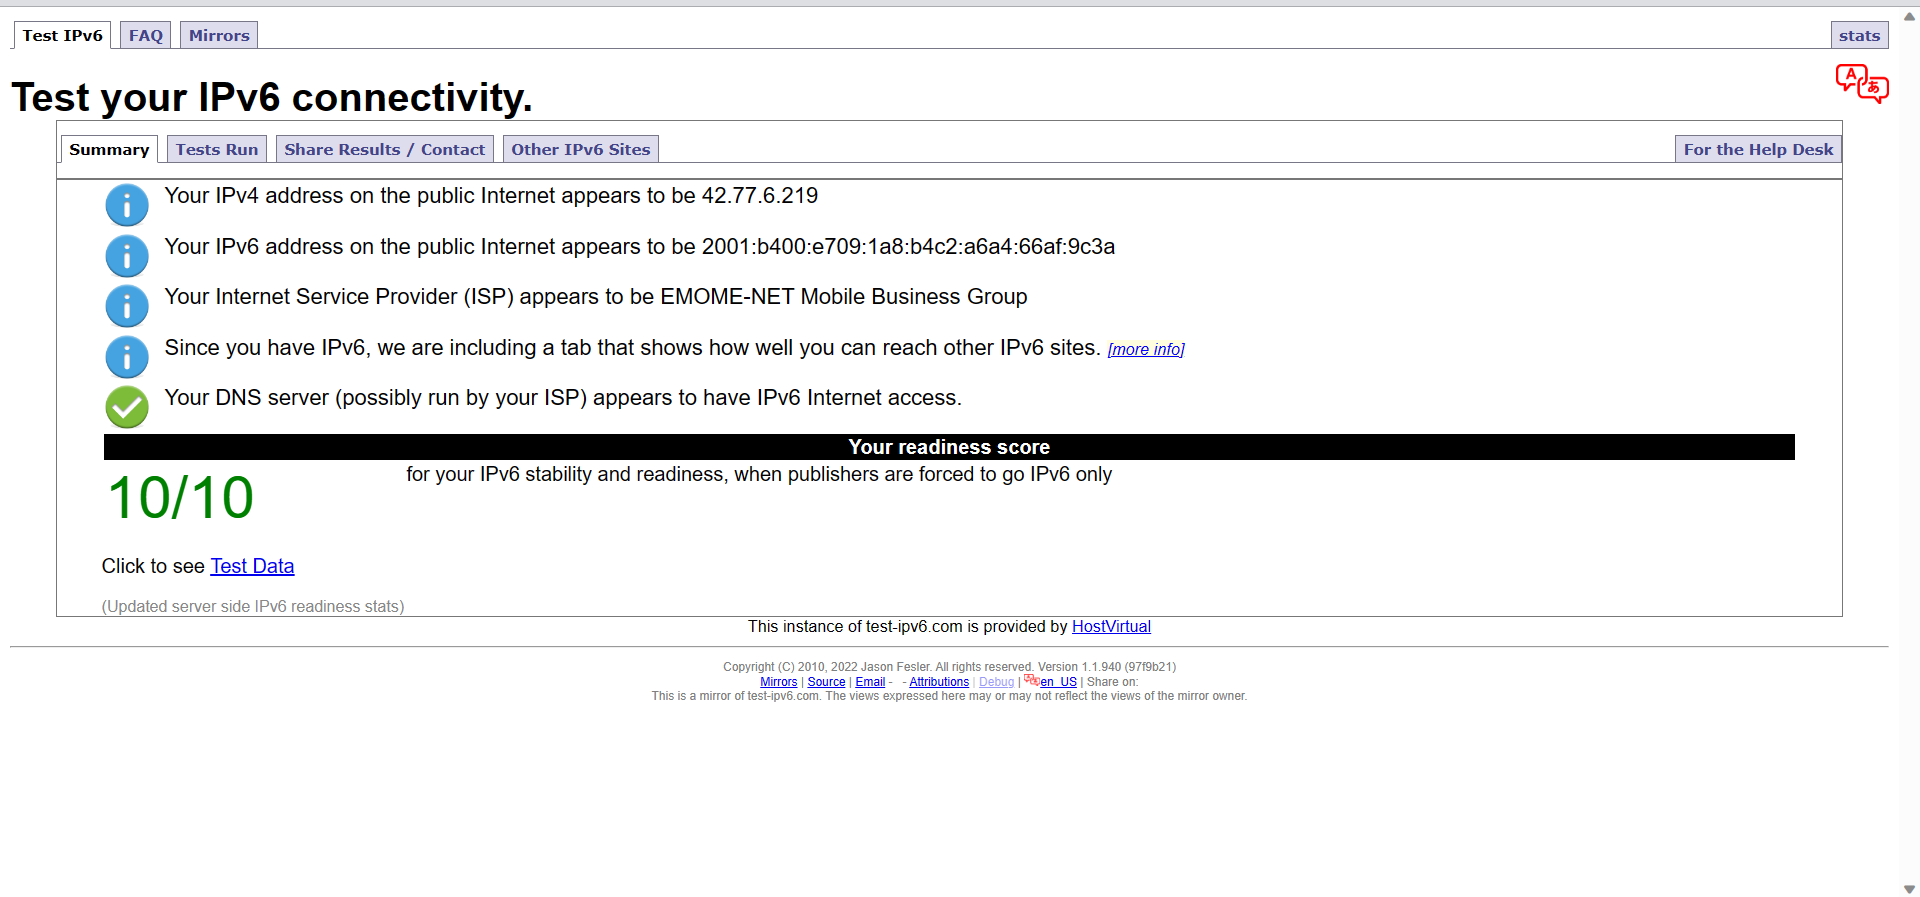 Test IPv6 FAQ Mirrors stats
Test your IPv6 connectivity.
A あ
Summary Tests Run Share Results / Contact Other IPv6 Sites For the Help Desk
Your IPv4 address on the public Internet appears to be 42.77.6.219
Your IPv6 address on the public Internet appears to be 2001:b400:e709:1a8:b4c2:a6a4:66af:9c3a
Your Internet Service Provider (ISP) appears to be EMOME-NET Mobile Business Group
Since you have IPv6, we are including a tab that shows how well you can reach other IPv6 sites. [more info]
Your DNS server (possibly run by your ISP) appears to have IPv6 Internet access.
Your readiness score
10/10 for your IPv6 stability and readiness, when publishers are forced to go IPv6 only
Click to see Test Data
(Updated server side IPv6 readiness stats)
This instance of test-ipv6.com is provided by HostVirtual
Copyright (C) 2010, 2022 Jason Fesler. All rights reserved. Version 1.1.940 (97f9b21)
Mirrors | Source | Email - - Attributions | Debug | en_US | Share on:
This is a mirror of test-ipv6.com. The views expressed here may or may not reflect the views of the mirror owner.